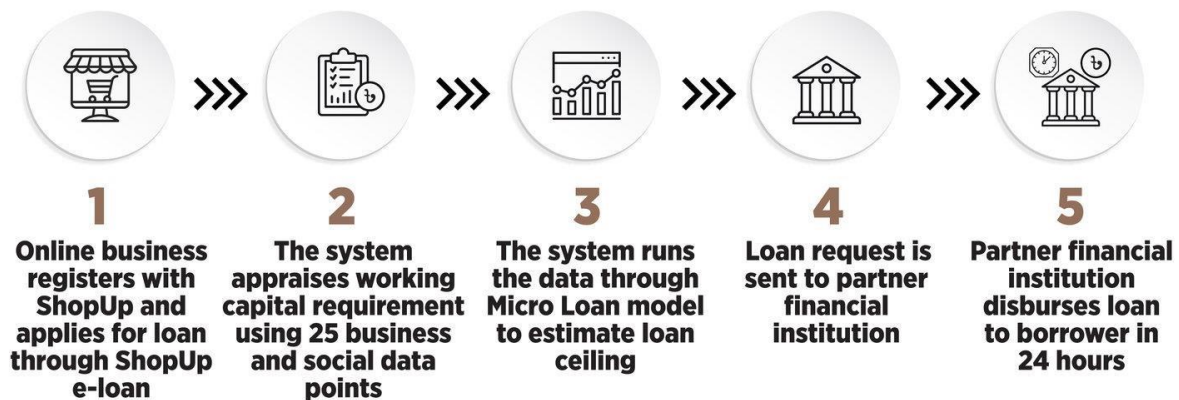 1
Online business
registers with
ShopUp and
applies for loan
through ShopUp
e-loan
2
The system
appraises working
capital requirement
using 25 business
and social data
points
3
The system runs
the data through
Micro Loan model
to estimate loan
ceiling
4
Loan request is
sent to partner
financial
institution
5
Partner financial
institution
disburses loan
to borrower in
24 hours